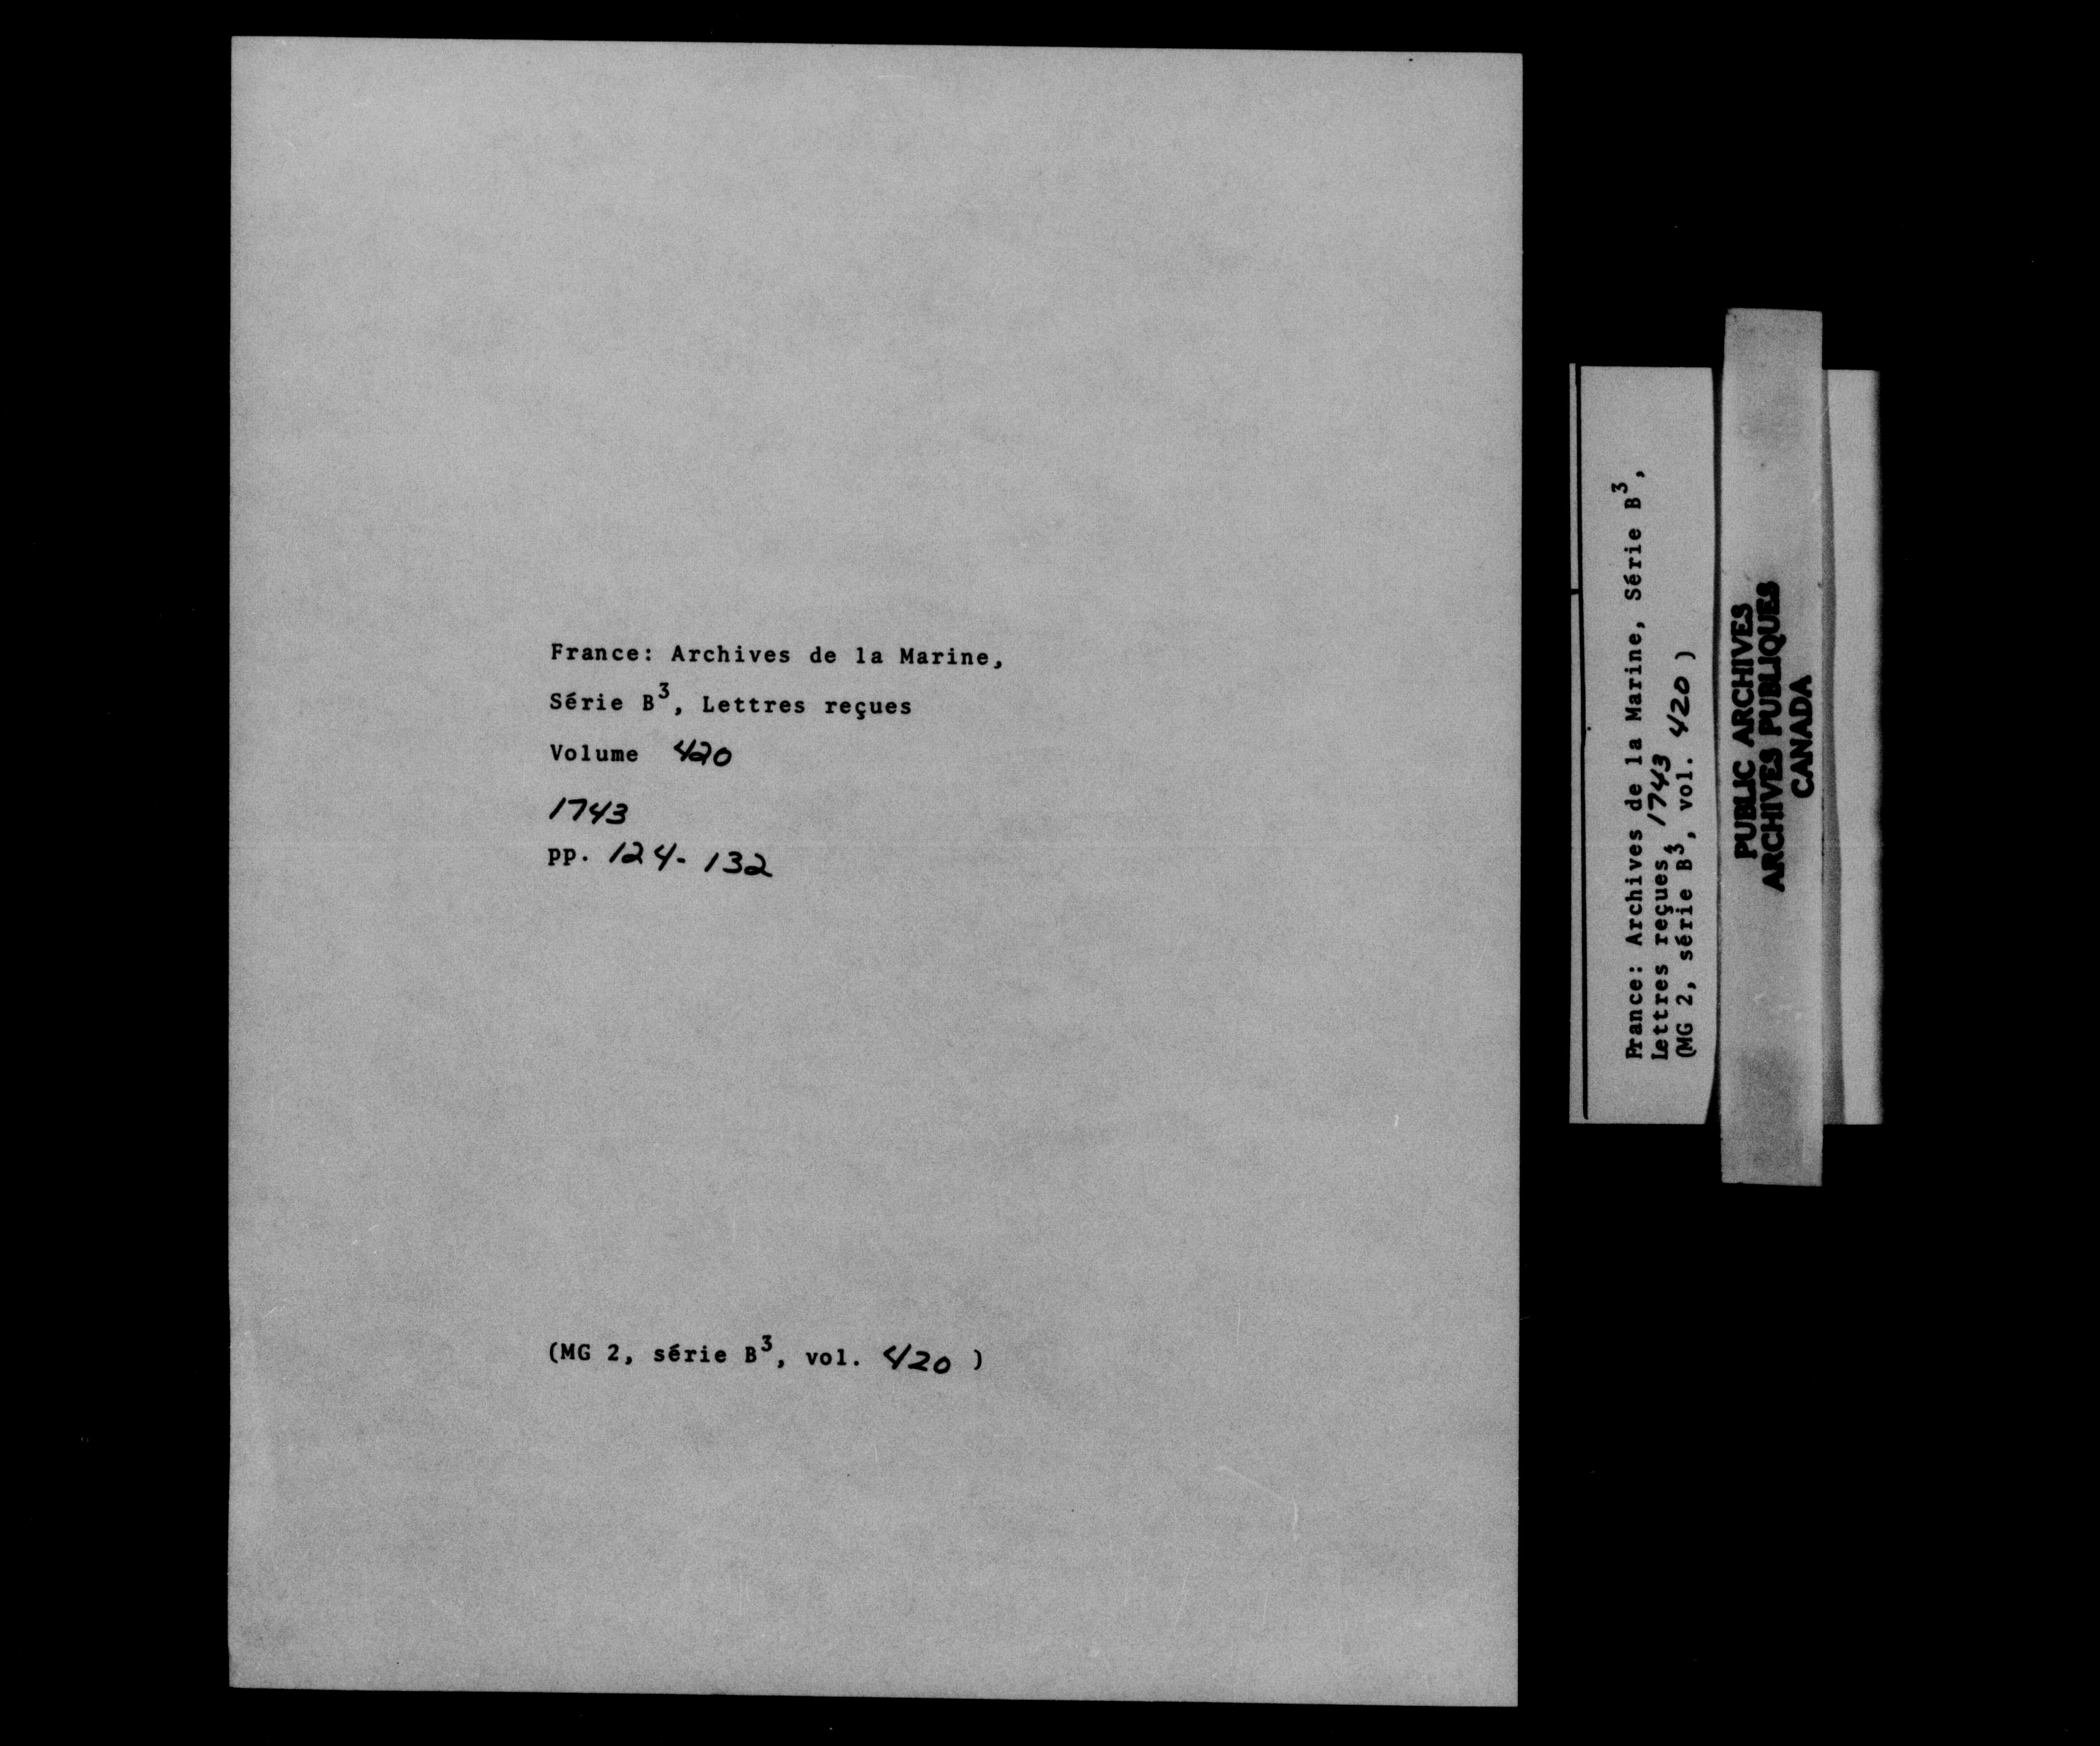 France: Archives de la Marine,
Série B³, Lettres reçues
Volume 420
1743
pp. 124-132
(MG 2, série B³, vol. 420 )
France: Archives de la Marine, Série B³,
Lettres reçues, 1743
(MG 2, série B³, vol. 420 )
PUBLIC ARCHIVES
ARCHIVES PUBLIQUES
CANADA